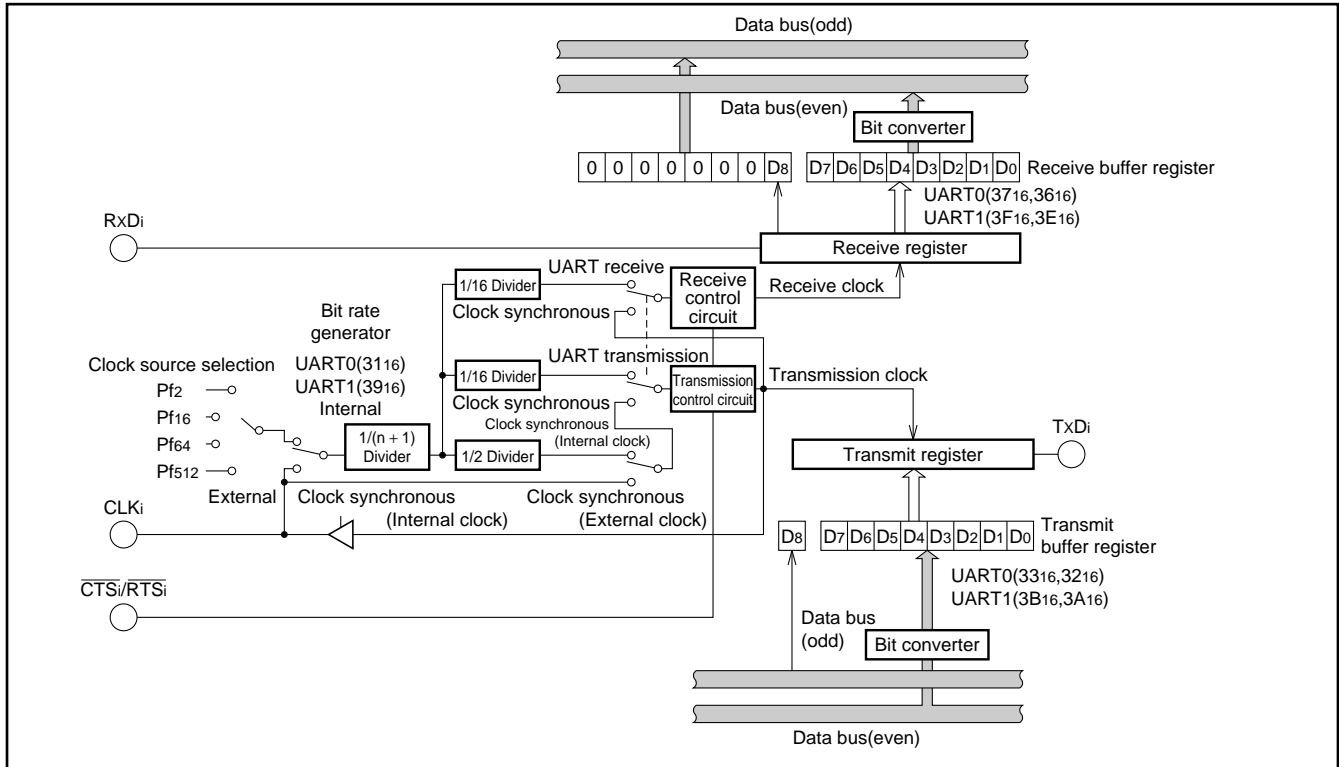 Data bus(odd)
Data bus(even)
Bit converter
0 0 0 0 0 0 0 D8
D7 D6 D5 D4 D3 D2 D1 D0
Receive buffer register
UART0(3716,3616)
UART1(3F16,3E16)
RXDi
Receive register
UART receive
1/16 Divider
Receive
control
circuit
Receive clock
Clock synchronous
Bit rate
generator
Clock source selection
UART0(3116)
UART1(3916)
Internal
Pf2
Pf16
Pf64
Pf512
External
1/(n + 1)
Divider
UART transmission
1/16 Divider
Transmission
control circuit
Transmission clock
Clock synchronous
Clock synchronous
(Internal clock)
1/2 Divider
TXDi
Transmit register
CLKi
Clock synchronous
(Internal clock)
Clock synchronous
(External clock)
D8
D7 D6 D5 D4 D3 D2 D1 D0
Transmit
buffer register
UART0(3316,3216)
UART1(3B16,3A16)
CTSi/RTSi
Data bus
(odd)
Bit converter
Data bus(even)